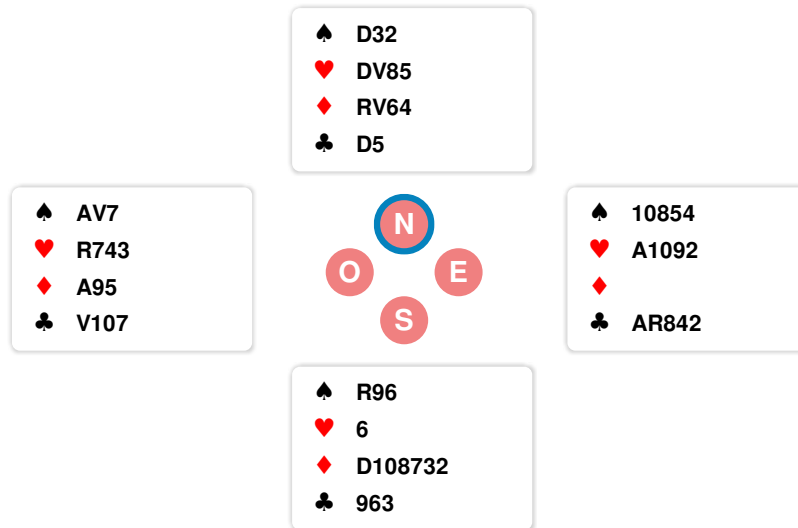 ♠ D32
♥ DV85
♦ RV64
♣ D5
♠ AV7
♥ R743
♦ A95
♣ V107
N
O
E
S
♠ 10854
♥ A1092
♦
♣ AR842
♠ R96
♥ 6
♦ D108732
♣ 963